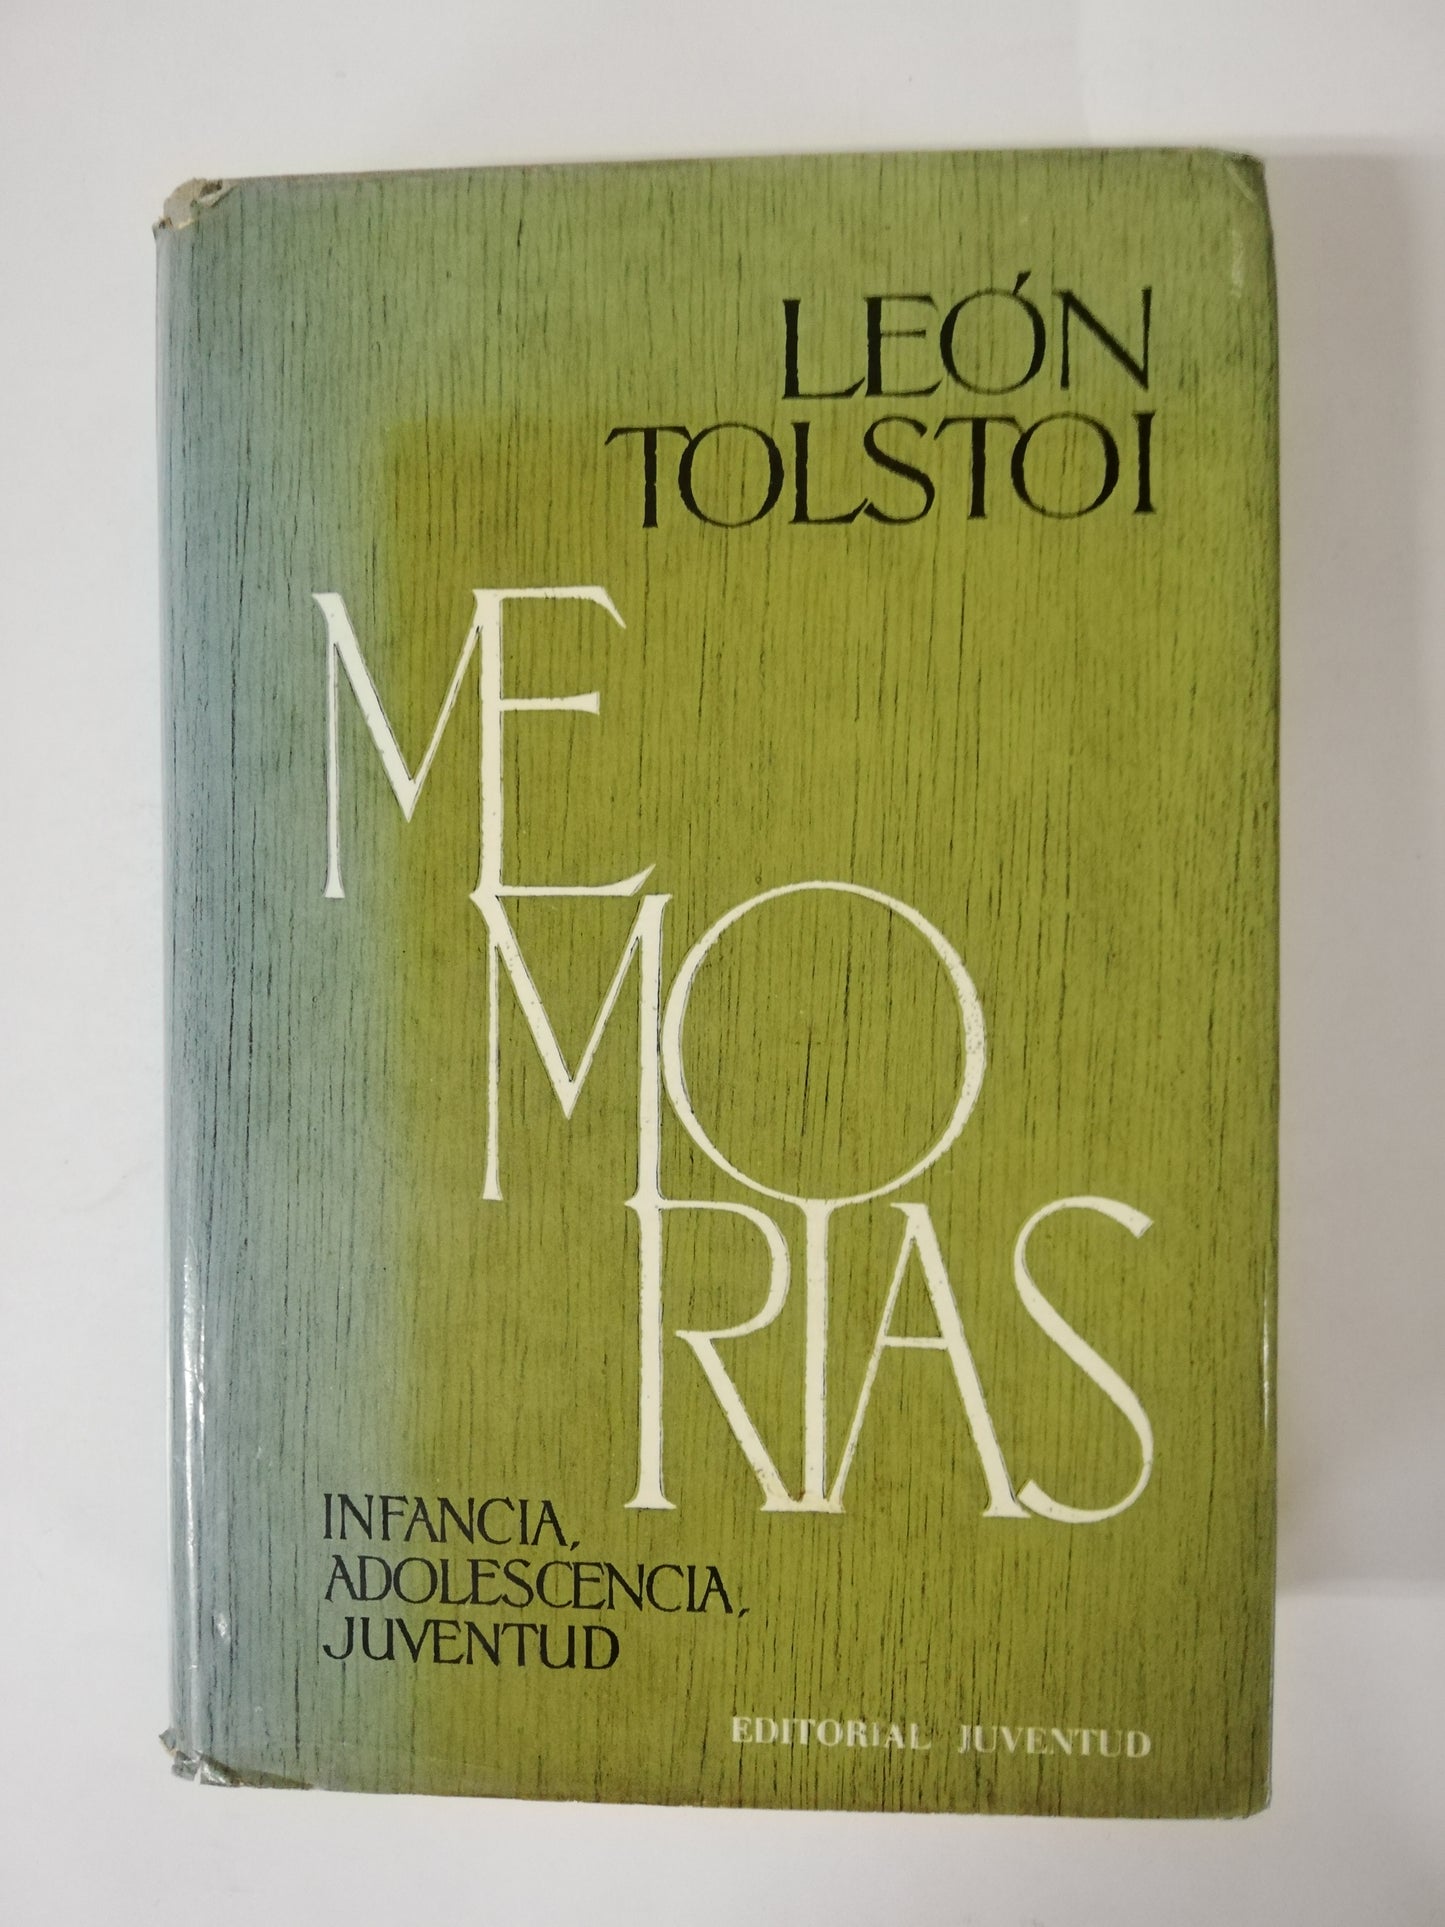 LEÓN
TOLSTOI
ME
MO
RIAS
INFANCIA,
ADOLESCENCIA,
JUVENTUD
EDITORIAL JUVENTUD